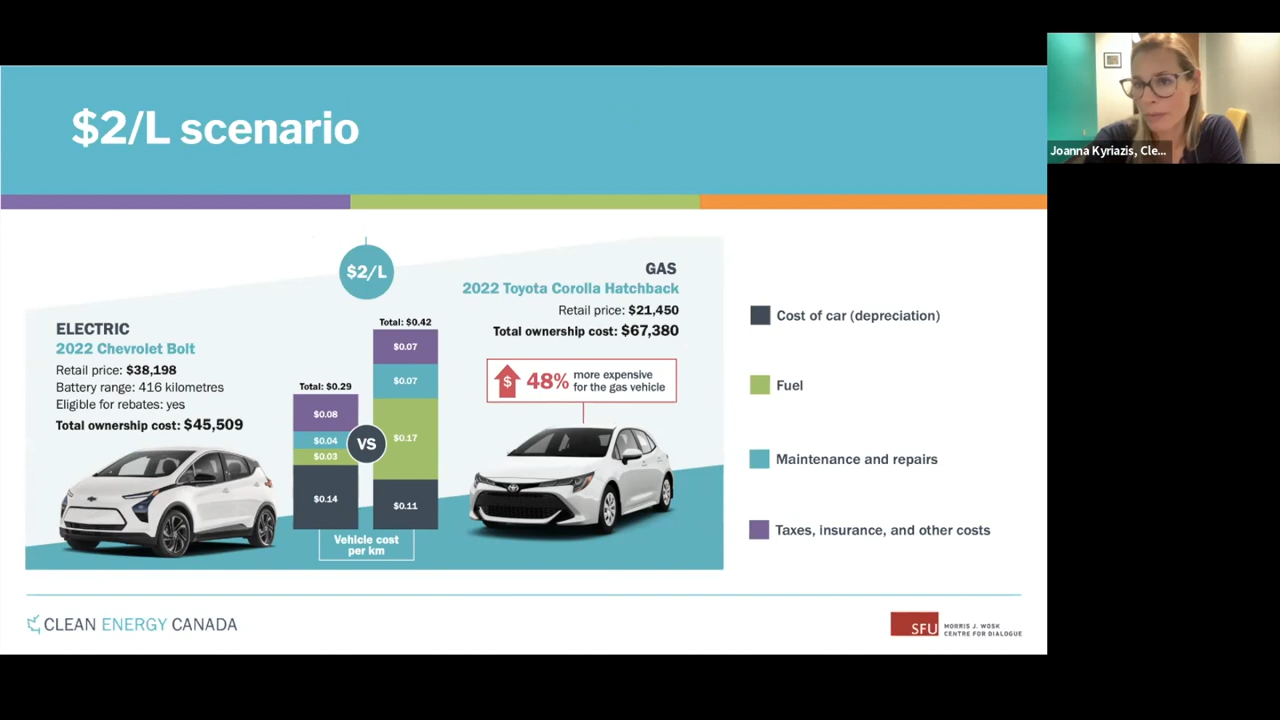 $2/L scenario
Joanna Kyriazis, Cle...
$2/L
ELECTRIC
2022 Chevrolet Bolt
Retail price: $38,198
Battery range: 416 kilometres
Eligible for rebates: yes
Total ownership cost: $45,509
Total: $0.29
$0.08
$0.04
$0.03
$0.14
VS
Total: $0.42
$0.07
$0.07
$0.17
$0.11
Vehicle cost
per km
GAS
2022 Toyota Corolla Hatchback
Retail price: $21,450
Total ownership cost: $67,380
$ 48% more expensive
for the gas vehicle
Cost of car (depreciation)
Fuel
Maintenance and repairs
Taxes, insurance, and other costs
CLEAN ENERGY CANADA
SFU
MORRIS J. WOSK
CENTRE FOR DIALOGUE